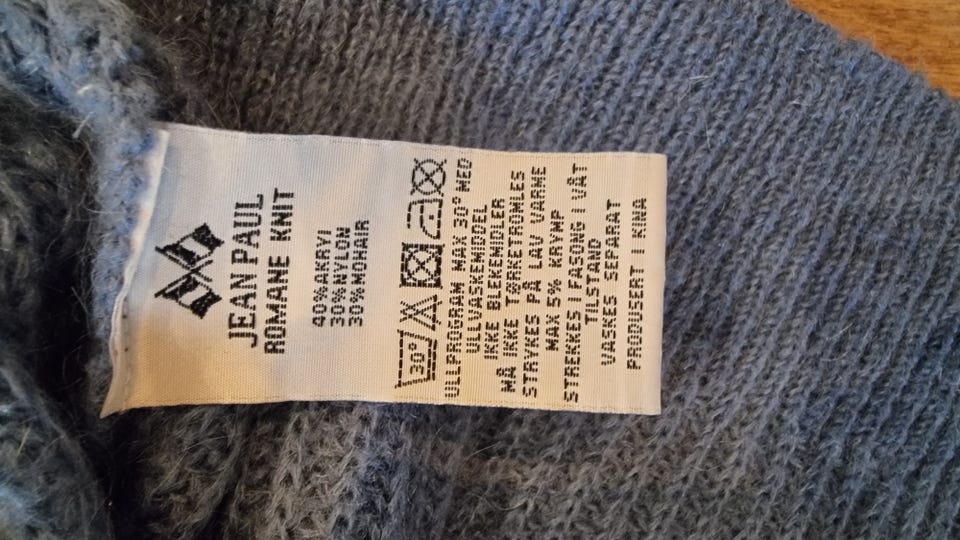 JEAN PAUL
ROMANE KNIT
40%AKRYl
30%NYLON
30%MOHAIR
30°
ULLPROGRAM MAX 30° MED
ULLVASKEMIDDEL
IKKE BLEKEMIDLER
MÅ IKKE TØRKETROMLES
STRYKES PÅ LAV VARME
MAX 5% KRYMP
STREKKES I FASONG I VÅT
TILSTAND
VASKES SEPARAT
PRODUSERT I KINA